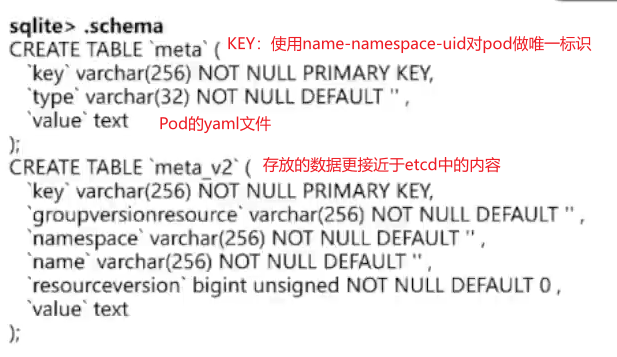 sqlite> .schema
CREATE TABLE `meta` ( KEY：使用name-namespace-uid对pod做唯一标识
`key` varchar(256) NOT NULL PRIMARY KEY,
`type` varchar(32) NOT NULL DEFAULT '' ,
`value` text Pod的yaml文件
);
CREATE TABLE `meta_v2` ( 存放的数据更接近于etcd中的内容
`key` varchar(256) NOT NULL PRIMARY KEY,
`groupversionresource` varchar(256) NOT NULL DEFAULT '' ,
`namespace` varchar(256) NOT NULL DEFAULT '' ,
`name` varchar(256) NOT NULL DEFAULT '' ,
`resourceversion` bigint unsigned NOT NULL DEFAULT 0 ,
`value` text
);